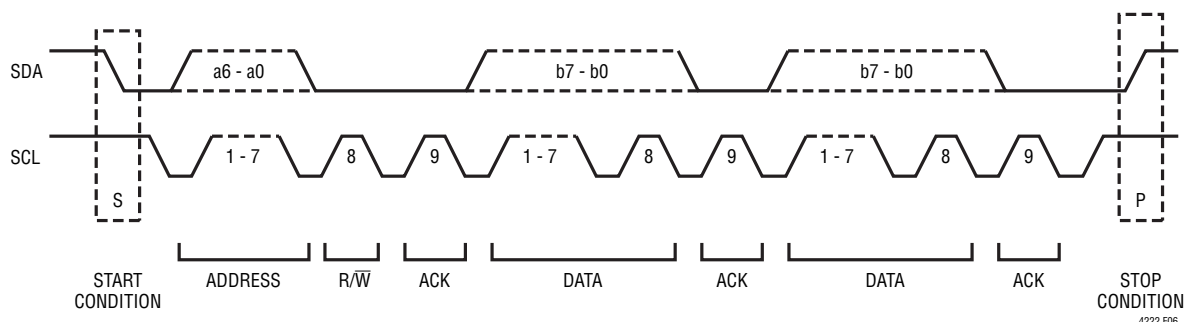 SDA
a6 - a0
b7 - b0
b7 - b0
SCL
1 - 7
8
9
1 - 7
8
9
1 - 7
8
9
S
P
START
CONDITION
ADDRESS
R/W̅
ACK
DATA
ACK
DATA
ACK
STOP
CONDITION
4222 F06